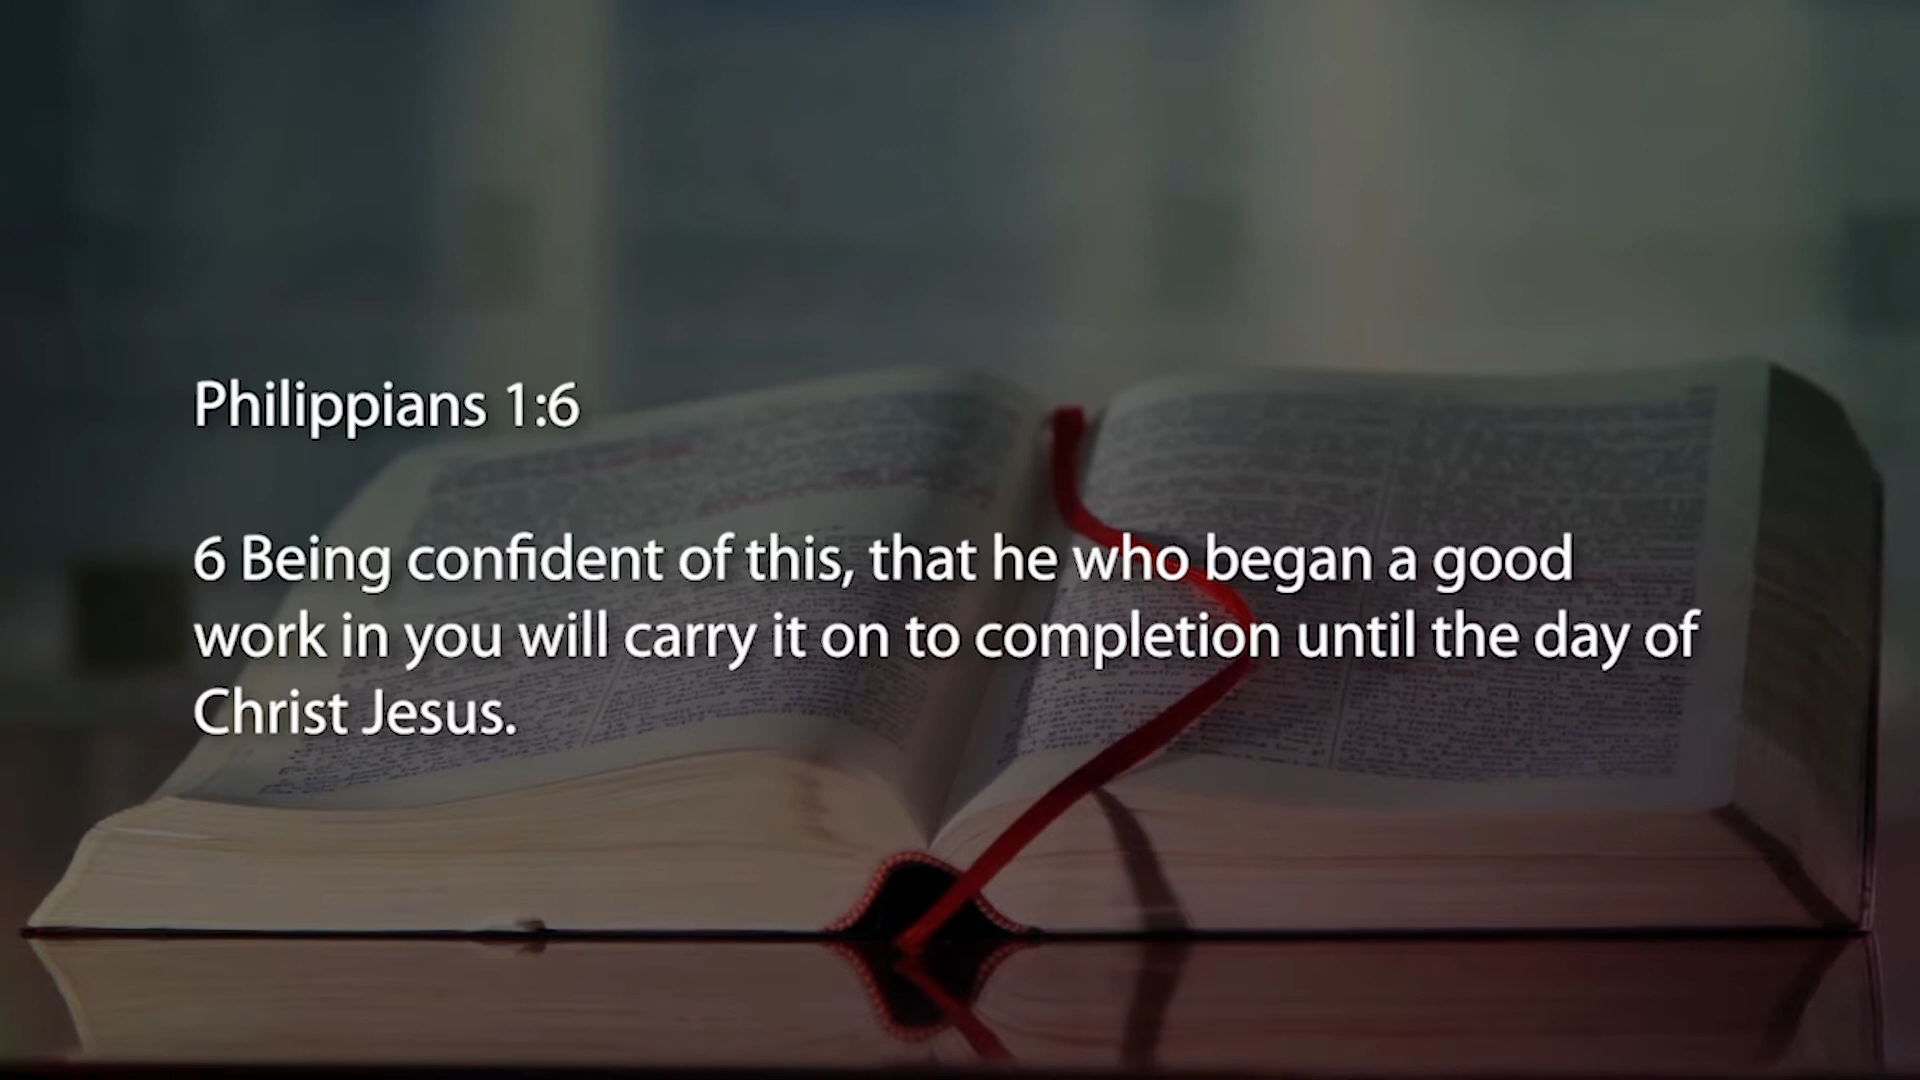 Philippians 1:6
6 Being confident of this, that he who began a good
work in you will carry it on to completion until the day of
Christ Jesus.